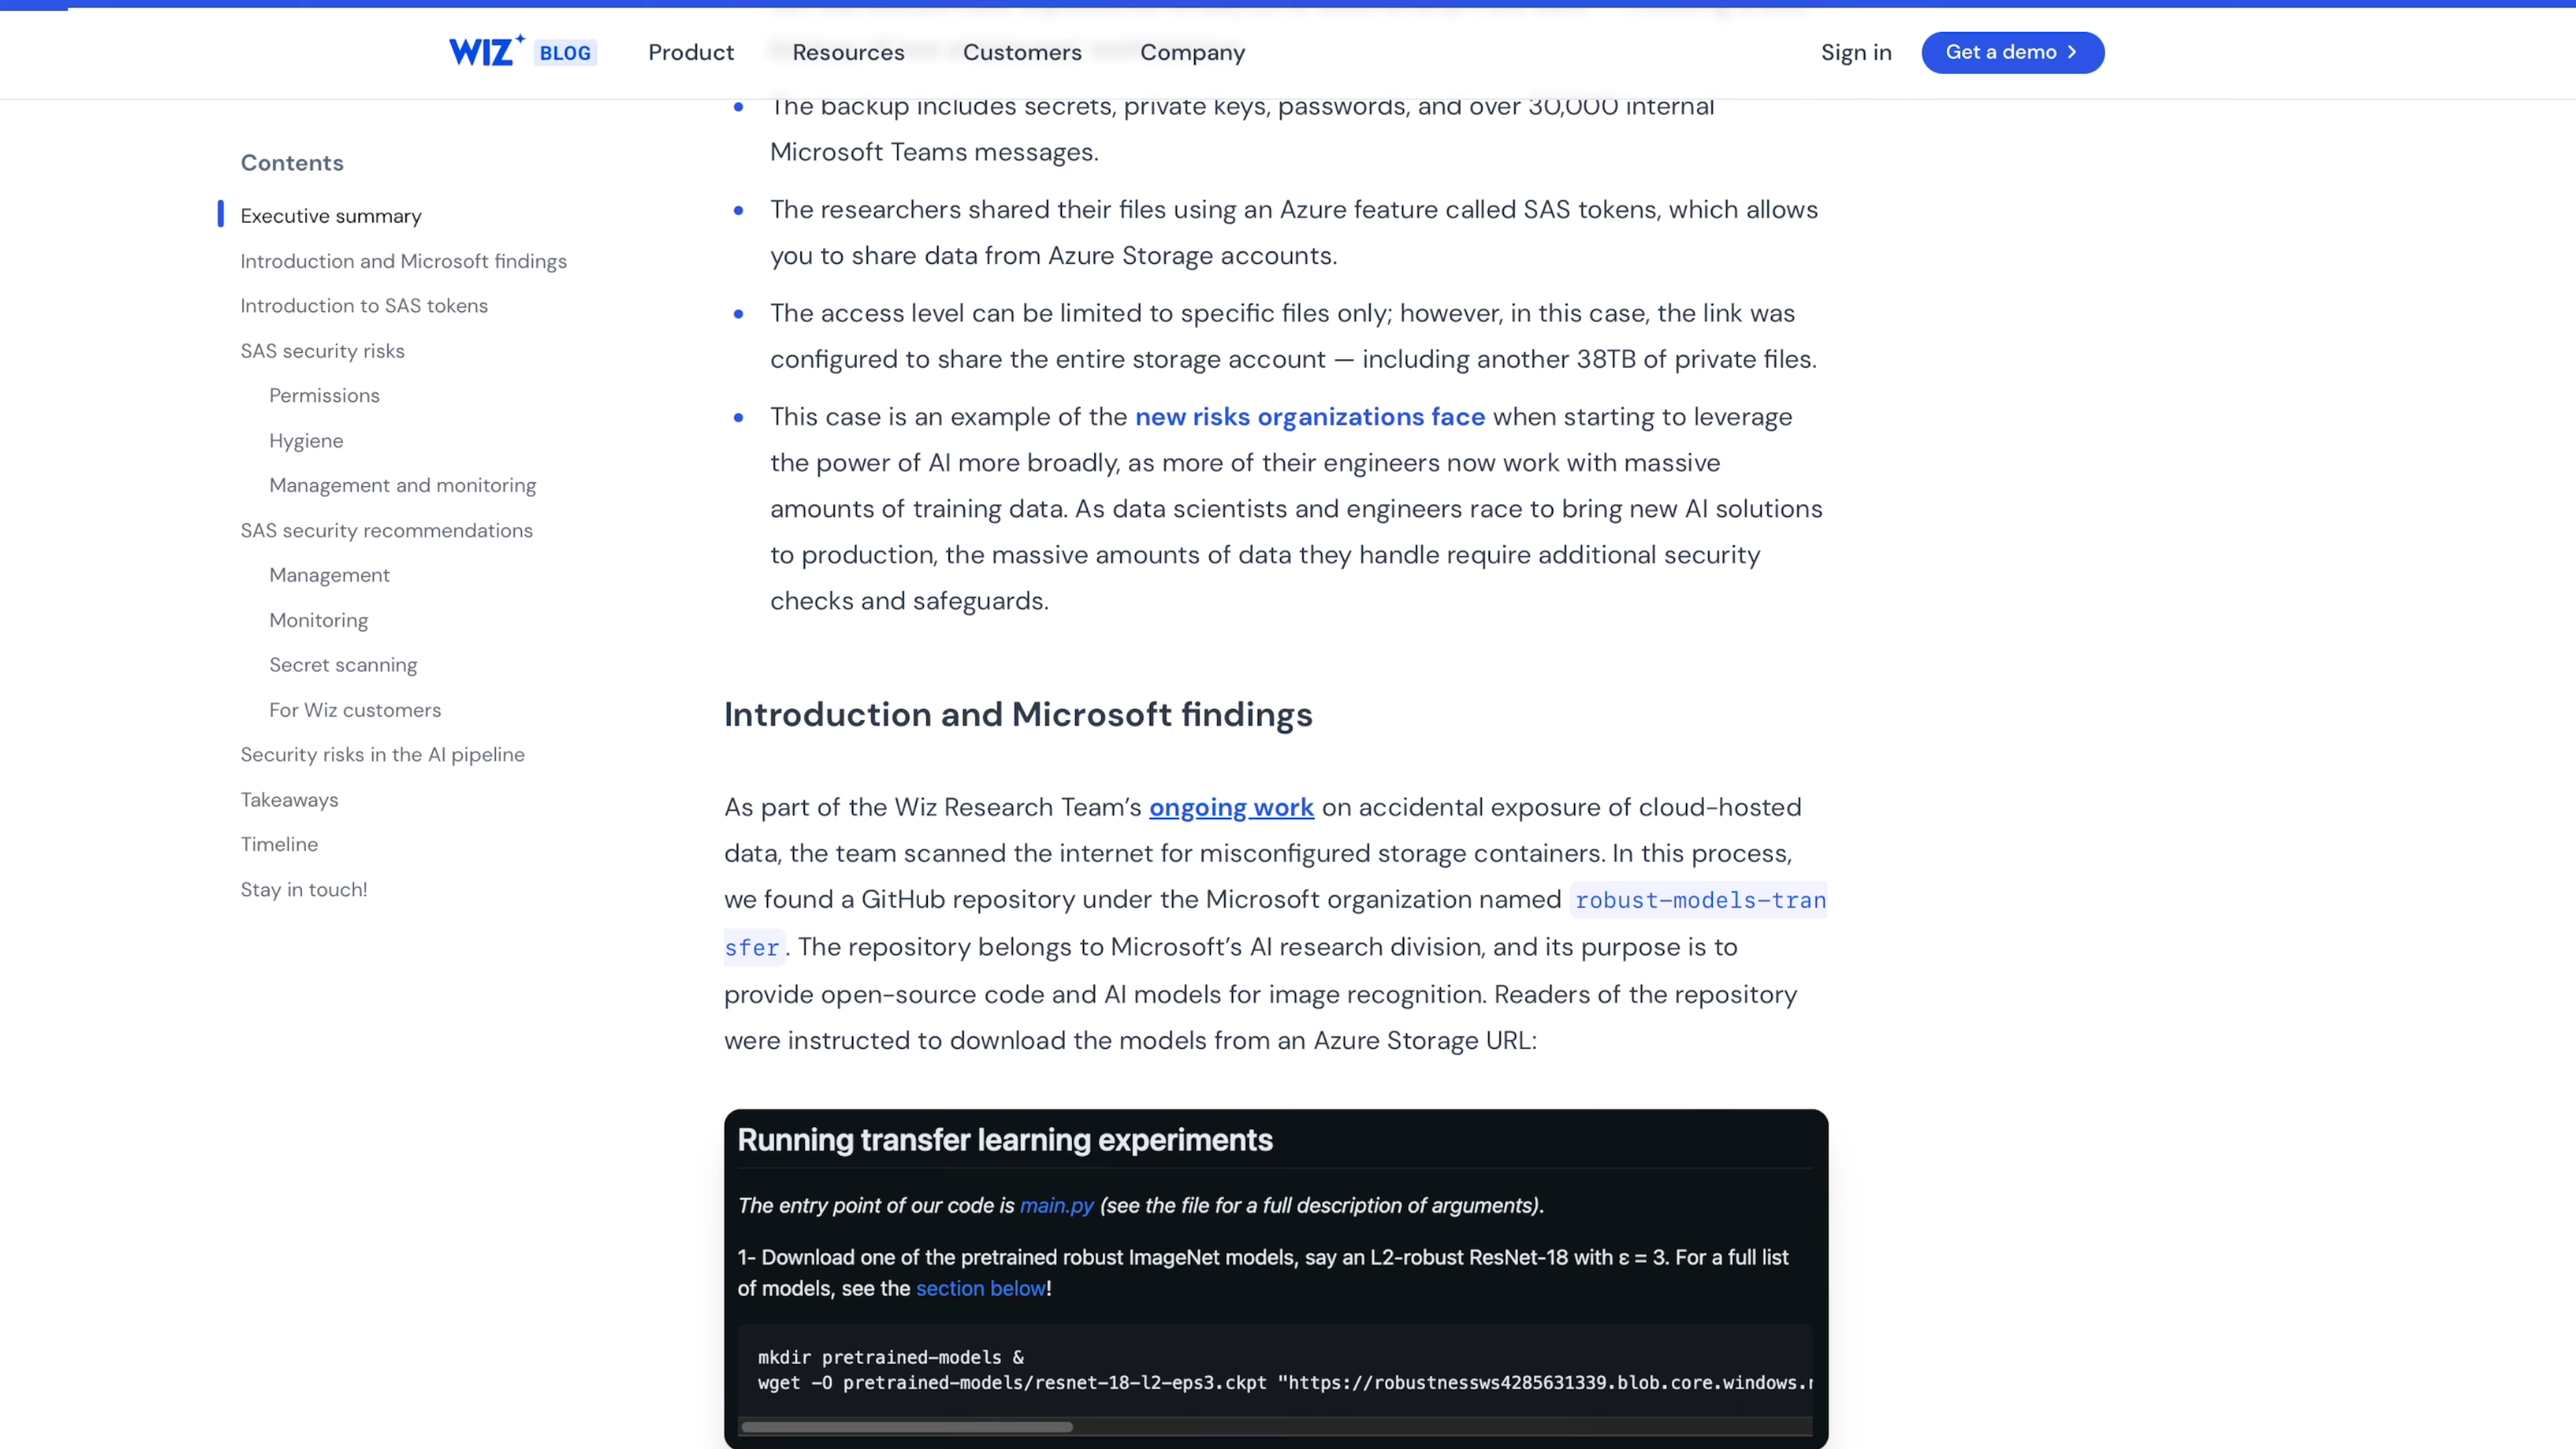 WIZ BLOG Product Resources Customers Company Sign in Get a demo
Contents
Executive summary
Introduction and Microsoft findings
Introduction to SAS tokens
SAS security risks
Permissions
Hygiene
Management and monitoring
SAS security recommendations
Management
Monitoring
Secret scanning
For Wiz customers
Security risks in the AI pipeline
Takeaways
Timeline
Stay in touch!
The backup includes secrets, private keys, passwords, and over 30,000 internal
Microsoft Teams messages.
The researchers shared their files using an Azure feature called SAS tokens, which allows
you to share data from Azure Storage accounts.
The access level can be limited to specific files only; however, in this case, the link was
configured to share the entire storage account — including another 38TB of private files.
This case is an example of the new risks organizations face when starting to leverage
the power of AI more broadly, as more of their engineers now work with massive
amounts of training data. As data scientists and engineers race to bring new AI solutions
to production, the massive amounts of data they handle require additional security
checks and safeguards.
Introduction and Microsoft findings
As part of the Wiz Research Team’s ongoing work on accidental exposure of cloud-hosted
data, the team scanned the internet for misconfigured storage containers. In this process,
we found a GitHub repository under the Microsoft organization named robust-models-tran
sfer. The repository belongs to Microsoft’s AI research division, and its purpose is to
provide open-source code and AI models for image recognition. Readers of the repository
were instructed to download the models from an Azure Storage URL:
Running transfer learning experiments
The entry point of our code is main.py (see the file for a full description of arguments).
1- Download one of the pretrained robust ImageNet models, say an L2-robust ResNet-18 with ε = 3. For a full list
of models, see the section below!
mkdir pretrained-models &
wget -O pretrained-models/resnet-18-l2-eps3.ckpt "https://robustnessws4285631339.blob.core.windows.